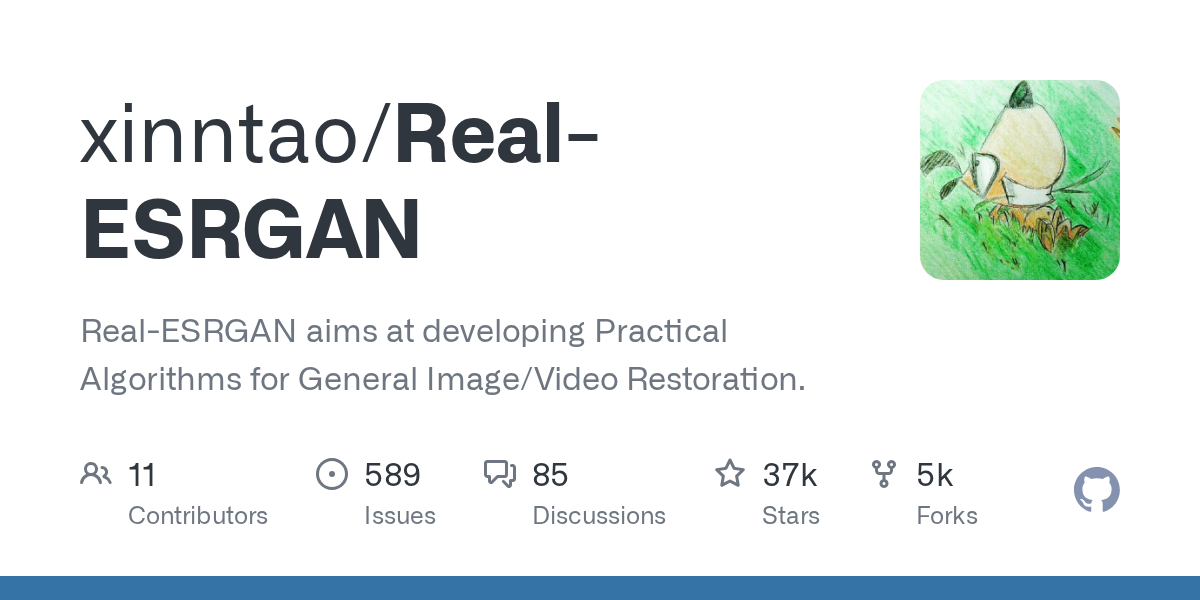 xinntao/Real-
ESRGAN
Real-ESRGAN aims at developing Practical
Algorithms for General Image/Video Restoration.
11
Contributors
589
Issues
85
Discussions
37k
Stars
5k
Forks